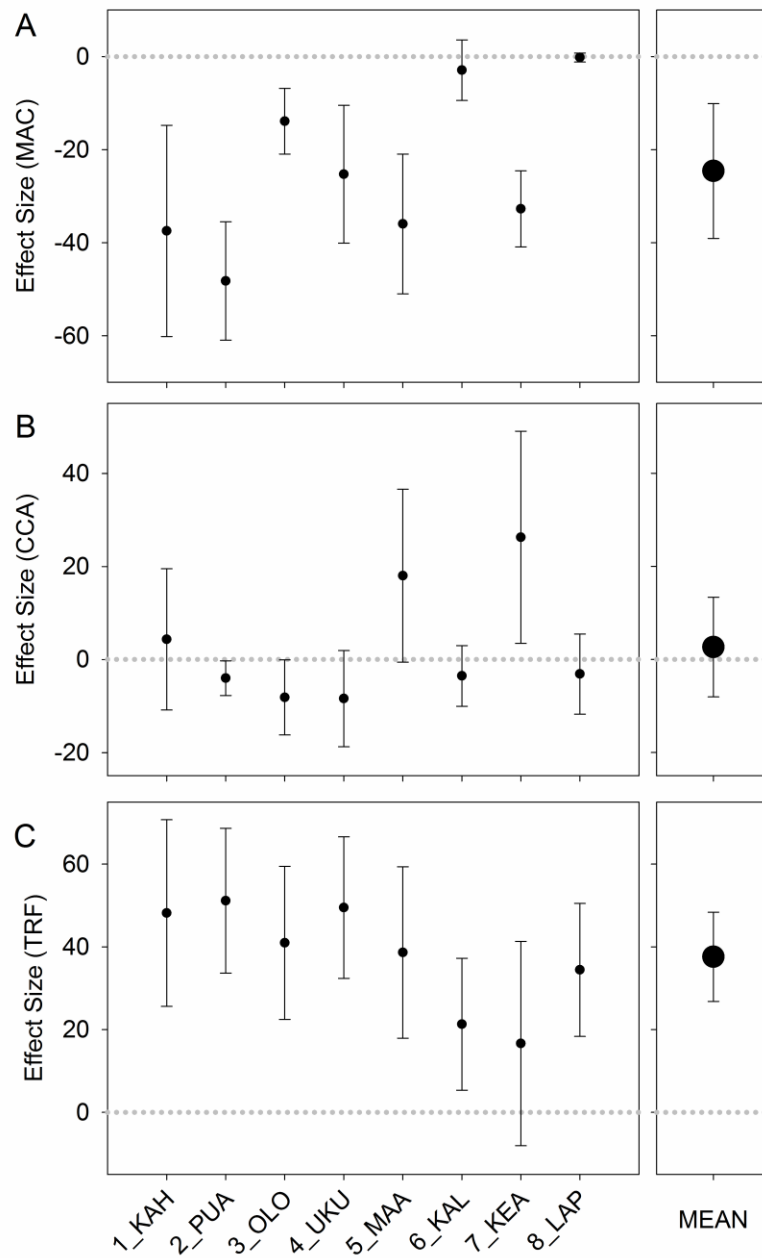 A
Effect Size (MAC)
0
-20
-40
-60
B
Effect Size (CCA)
40
20
0
-20
C
Effect Size (TRF)
60
40
20
0
1_KAH
2_PUA
3_OLO
4_UKU
5_MAA
6_KAL
7_KEA
8_LAP
MEAN